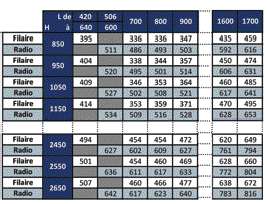 L de 420 506 700 800 900 1600 1700
H à 640 600
Filaire 850 395 336 336 347 435 459
Radio 511 486 493 503 592 616
Filaire 950 404 338 344 357 450 474
Radio 520 495 501 514 606 631
Filaire 1050 409 346 353 364 460 485
Radio 527 502 508 521 617 641
Filaire 1150 414 353 359 371 470 495
Radio 534 509 516 528 628 653
Filaire 2450 494 454 454 472 620 649
Radio 627 602 609 627 761 794
Filaire 2550 501 454 460 469 628 660
Radio 636 611 617 633 772 804
Filaire 2650 507 460 466 477 638 672
Radio 642 617 623 640 783 816